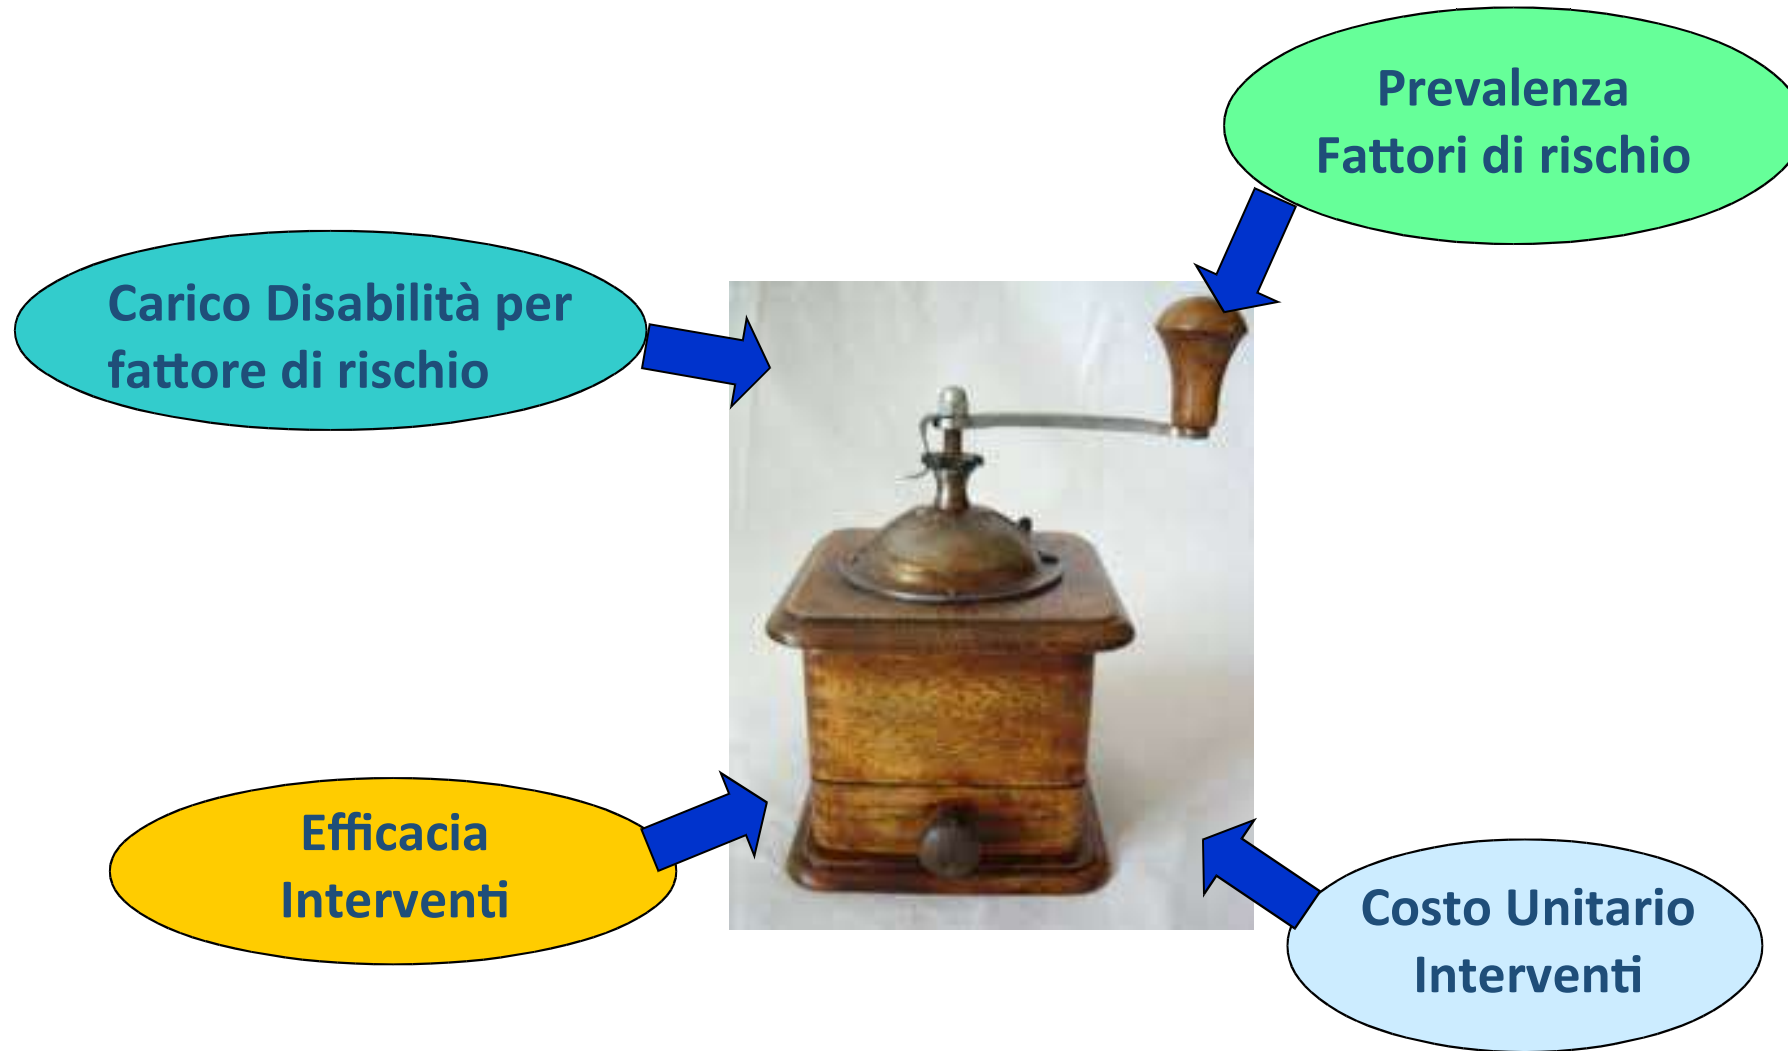 Prevalenza
Fattori di rischio
Carico Disabilità per
fattore di rischio
Efficacia
Interventi
Costo Unitario
Interventi